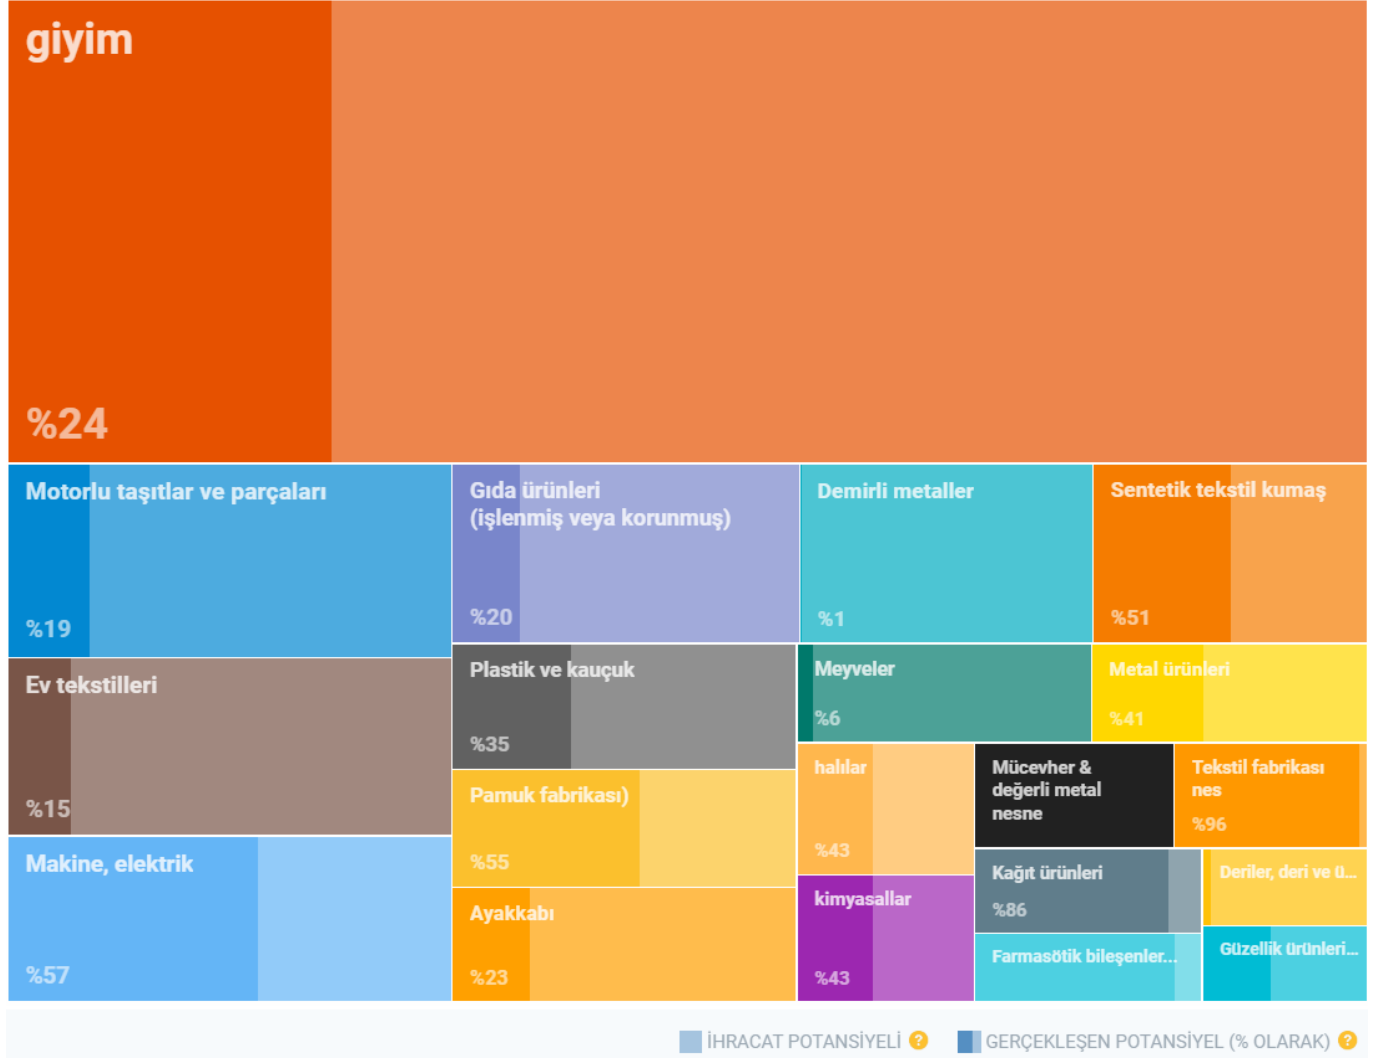 giyim
%24
Motorlu taşıtlar ve parçaları
%19
Gıda ürünleri
(işlenmiş veya korunmuş)
%20
Demirli metaller
%1
Sentetik tekstil kumaş
%51
Ev tekstilleri
%15
Plastik ve kauçuk
%35
Meyveler
%6
Metal ürünleri
%41
Makine, elektrik
%57
Pamuk fabrikası)
%55
Ayakkabı
%23
halılar
%43
kimyasallar
%43
Mücevher &
değerli metal
nesne
Tekstil fabrikası
nes
%96
Kağıt ürünleri
%86
Deriler, deri ve ü...
Farmasötik bileşenler...
Güzellik ürünleri...
İHRACAT POTANSİYELİ ?
GERÇEKLEŞEN POTANSİYEL (% OLARAK) ?